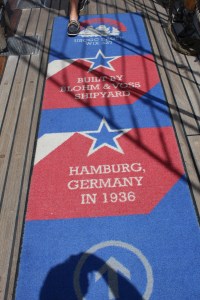 BUILT BY
BLOHM & VOSS
SHIPYARD
HAMBURG,
GERMANY
IN 1936